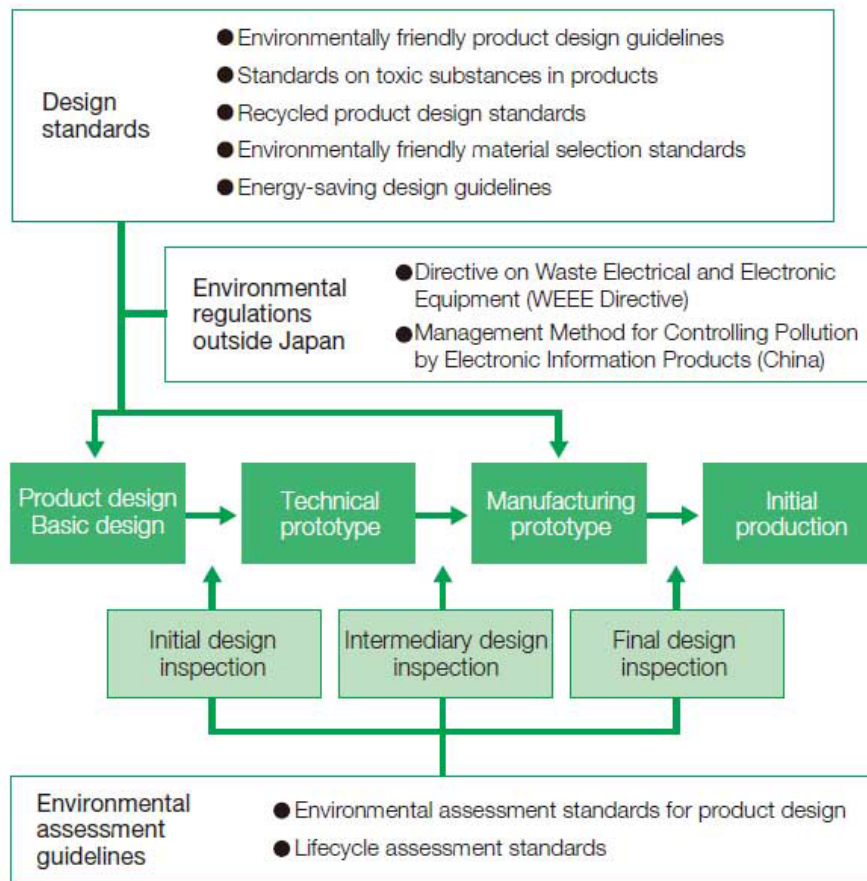 Design
standards
●Environmentally friendly product design guidelines
●Standards on toxic substances in products
●Recycled product design standards
●Environmentally friendly material selection standards
●Energy-saving design guidelines
Environmental
regulations
outside Japan
●Directive on Waste Electrical and Electronic
Equipment (WEEE Directive)
●Management Method for Controlling Pollution
by Electronic Information Products (China)
Product design
Basic design
Technical
prototype
Manufacturing
prototype
Initial
production
Initial design
inspection
Intermediary design
inspection
Final design
inspection
Environmental
assessment
guidelines
●Environmental assessment standards for product design
●Lifecycle assessment standards